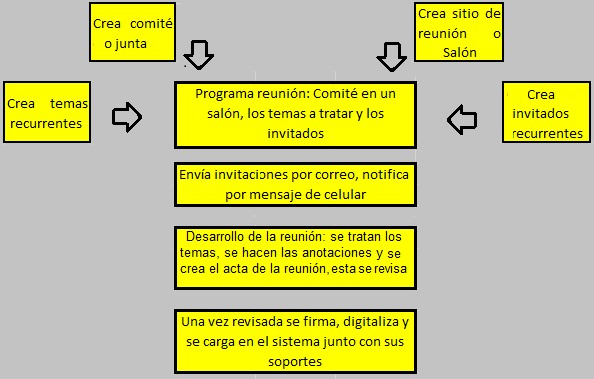 Crea comité
o junta
Crea sitio de
reunión o
Salón
Crea temas
recurrentes
Programa reunión: Comité en un
salón, los temas a tratar y los
invitados
Crea
invitados
recurrentes
Envía invitaciones por correo, notifica
por mensaje de celular
Desarrollo de la reunión: se tratan los
temas, se hacen las anotaciones y se
crea el acta de la reunión, esta se revisa
Una vez revisada se firma, digitaliza y
se carga en el sistema junto con sus
soportes